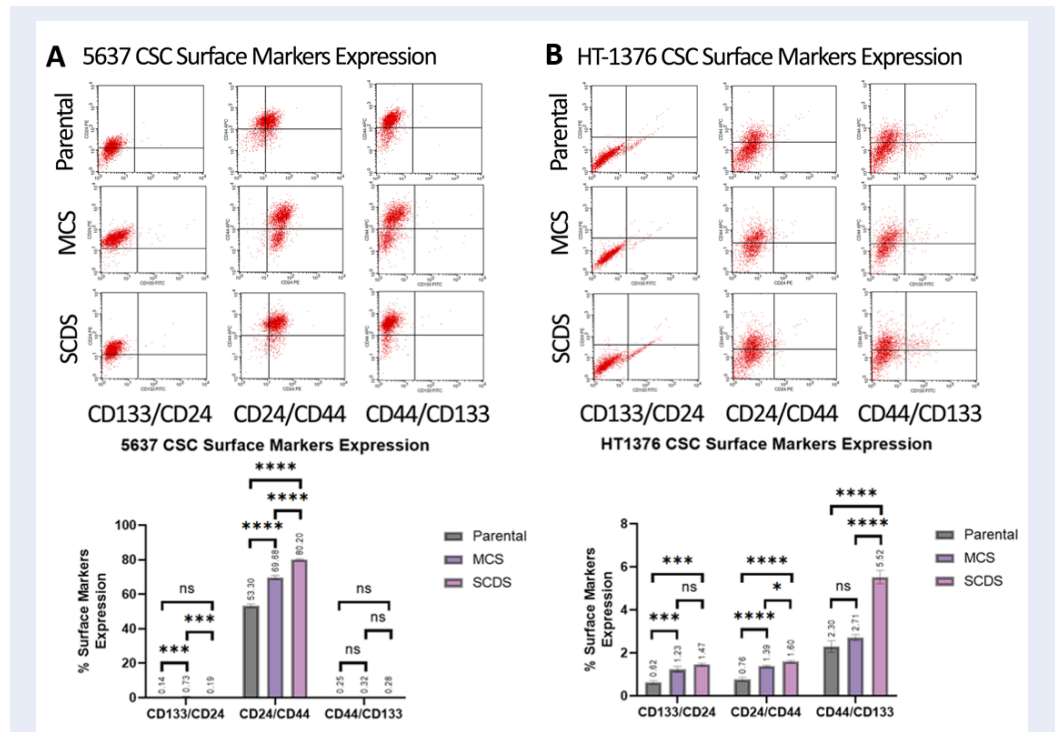 A 5637 CSC Surface Markers Expression
Parental
MCS
SCDS
CD133/CD24 CD24/CD44 CD44/CD133
5637 CSC Surface Markers Expression
% Surface Markers
Expression
100
80
60
40
20
0
ns
***
***
0.14 0.73 0.19
****
****
****
53.30 69.68 80.20
ns
ns
ns
0.25 0.32 0.28
CD133/CD24 CD24/CD44 CD44/CD133
Parental
MCS
SCDS
B HT-1376 CSC Surface Markers Expression
Parental
MCS
SCDS
CD133/CD24 CD24/CD44 CD44/CD133
HT1376 CSC Surface Markers Expression
% Surface Markers
Expression
8
6
4
2
0
***
ns
***
0.62 1.23 1.47
****
*
****
0.76 1.39 1.60
****
****
ns
2.30 2.71 5.52
CD133/CD24 CD24/CD44 CD44/CD133
Parental
MCS
SCDS